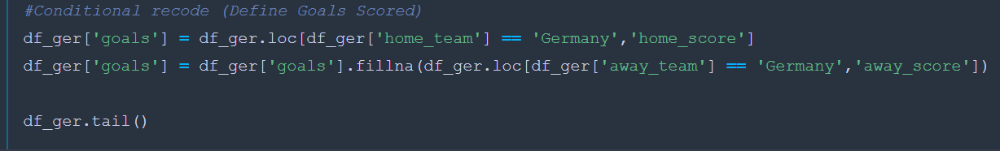 #Conditional recode (Define Goals Scored)
df_ger['goals'] = df_ger.loc[df_ger['home_team'] == 'Germany','home_score']
df_ger['goals'] = df_ger['goals'].fillna(df_ger.loc[df_ger['away_team'] == 'Germany','away_score'])
df_ger.tail()